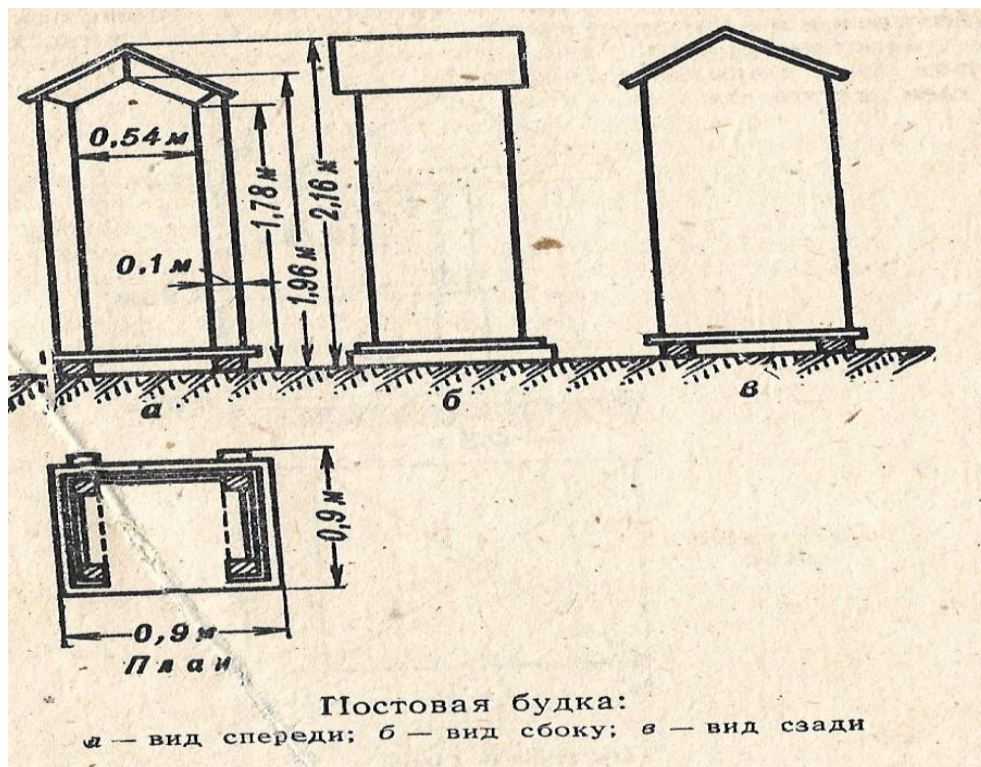 0,54 м
0,1 м
1,78 м
1,96 м
2,16 м
а
б
в
0,9 м
0,9 м
План
Постовая будка:
а — вид спереди; б — вид сбоку; в — вид сзади